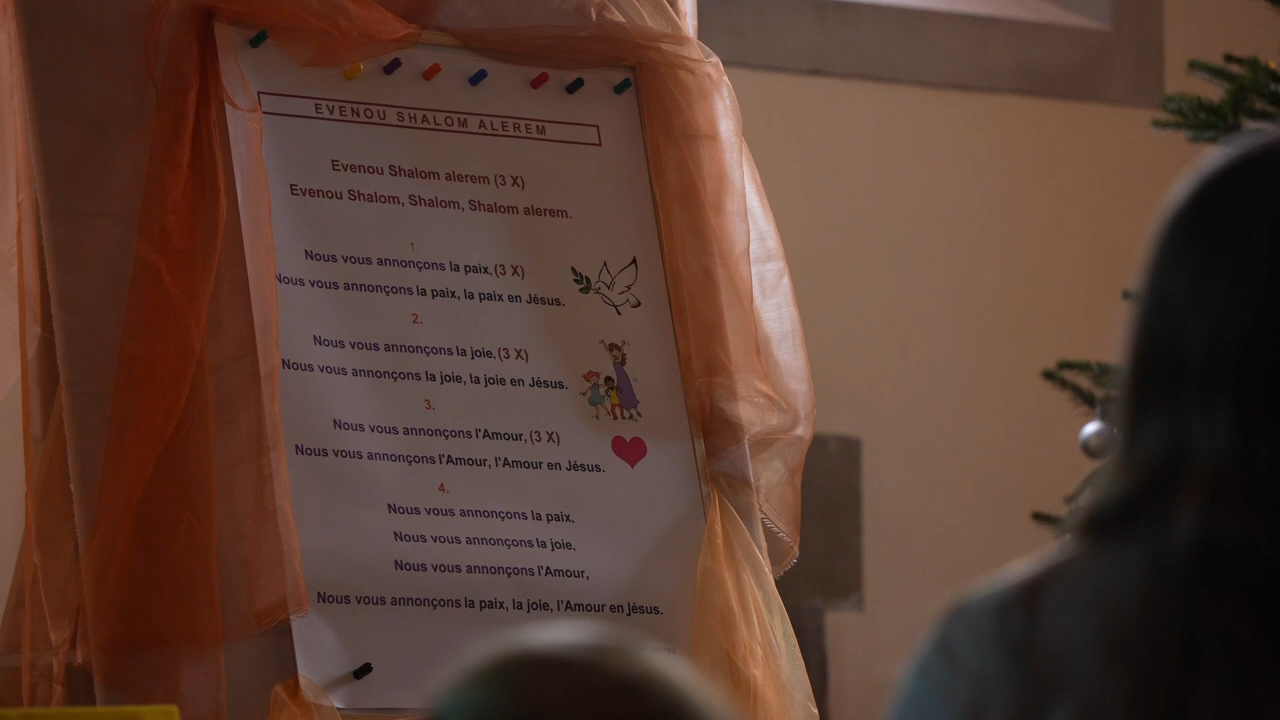 EVENOU SHALOM ALEREM
Evenou Shalom alerem (3 X)
Evenou Shalom, Shalom, Shalom alerem.
1.
Nous vous annonçons la paix, (3 X)
Nous vous annonçons la paix, la paix en Jésus.
2.
Nous vous annonçons la joie, (3 X)
Nous vous annonçons la joie, la joie en Jésus.
3.
Nous vous annonçons l'Amour, (3 X)
Nous vous annonçons l'Amour, l'Amour en Jésus.
4.
Nous vous annonçons la paix,
Nous vous annonçons la joie,
Nous vous annonçons l'Amour,
Nous vous annonçons la paix, la joie, l'Amour en Jésus.